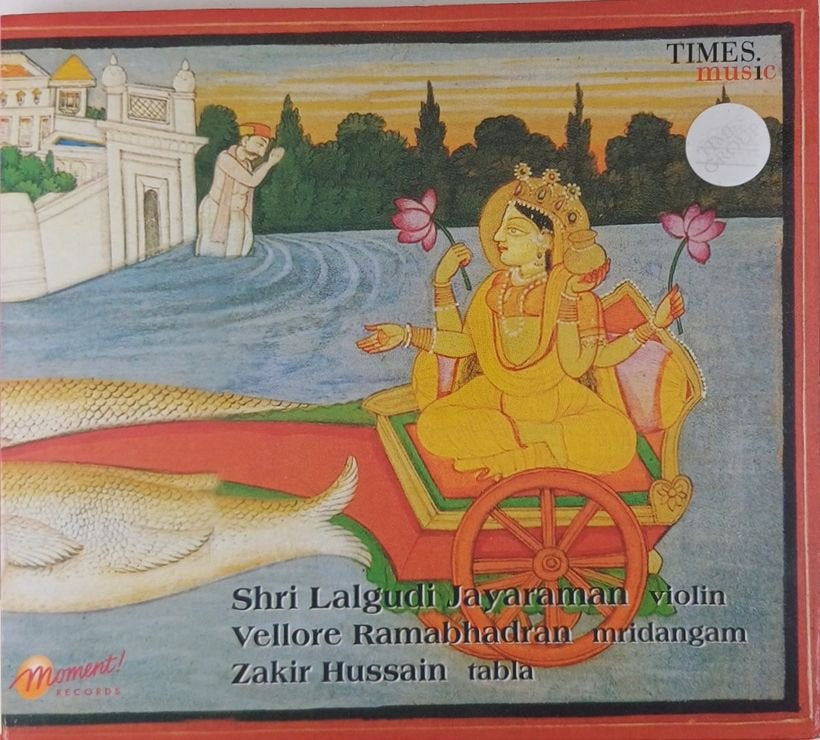 TIMES.
music
Shri Lalgudi Jayaraman violin
Vellore Ramabhadran mridangam
Zakir Hussain tabla
Moment!
RECORDS